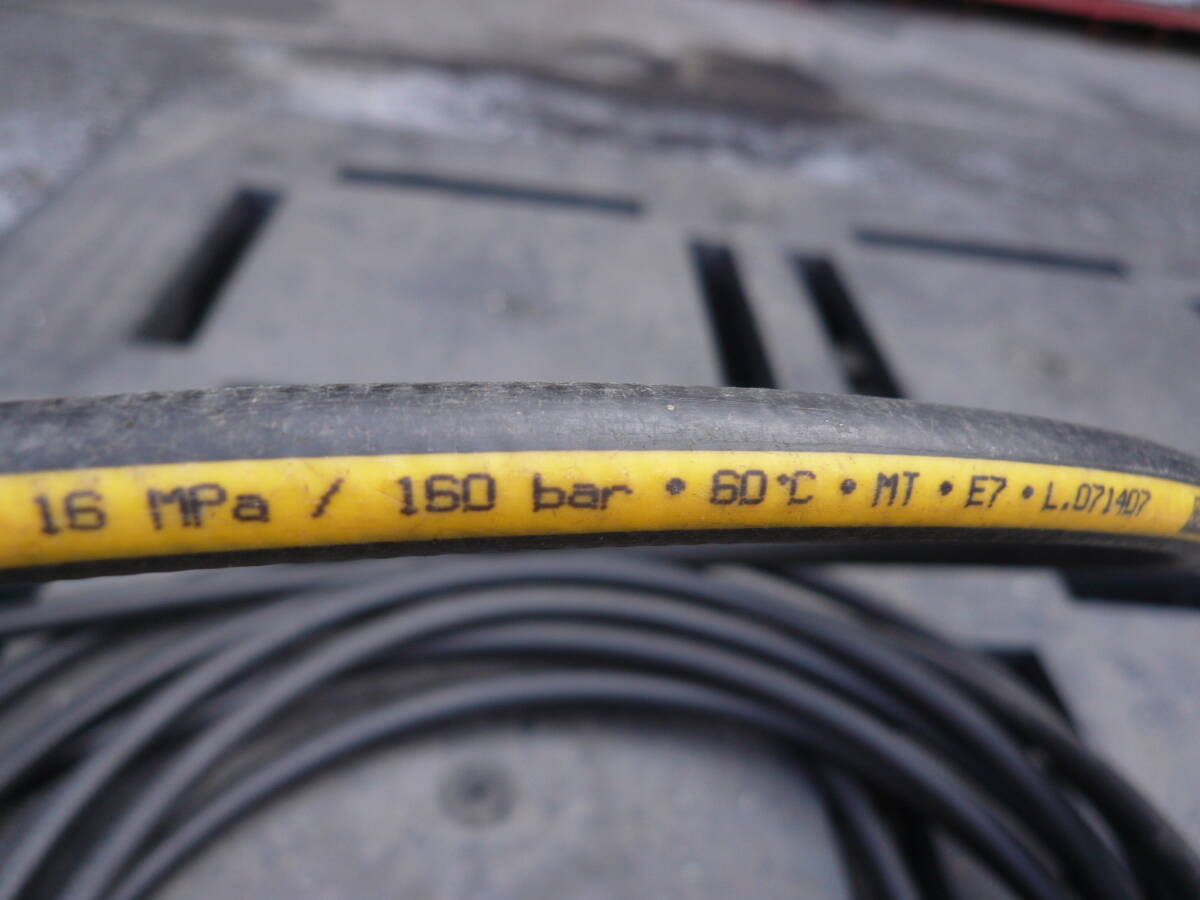 16 MPa / 160 bar • 60°C • MT • E7 • L.071407